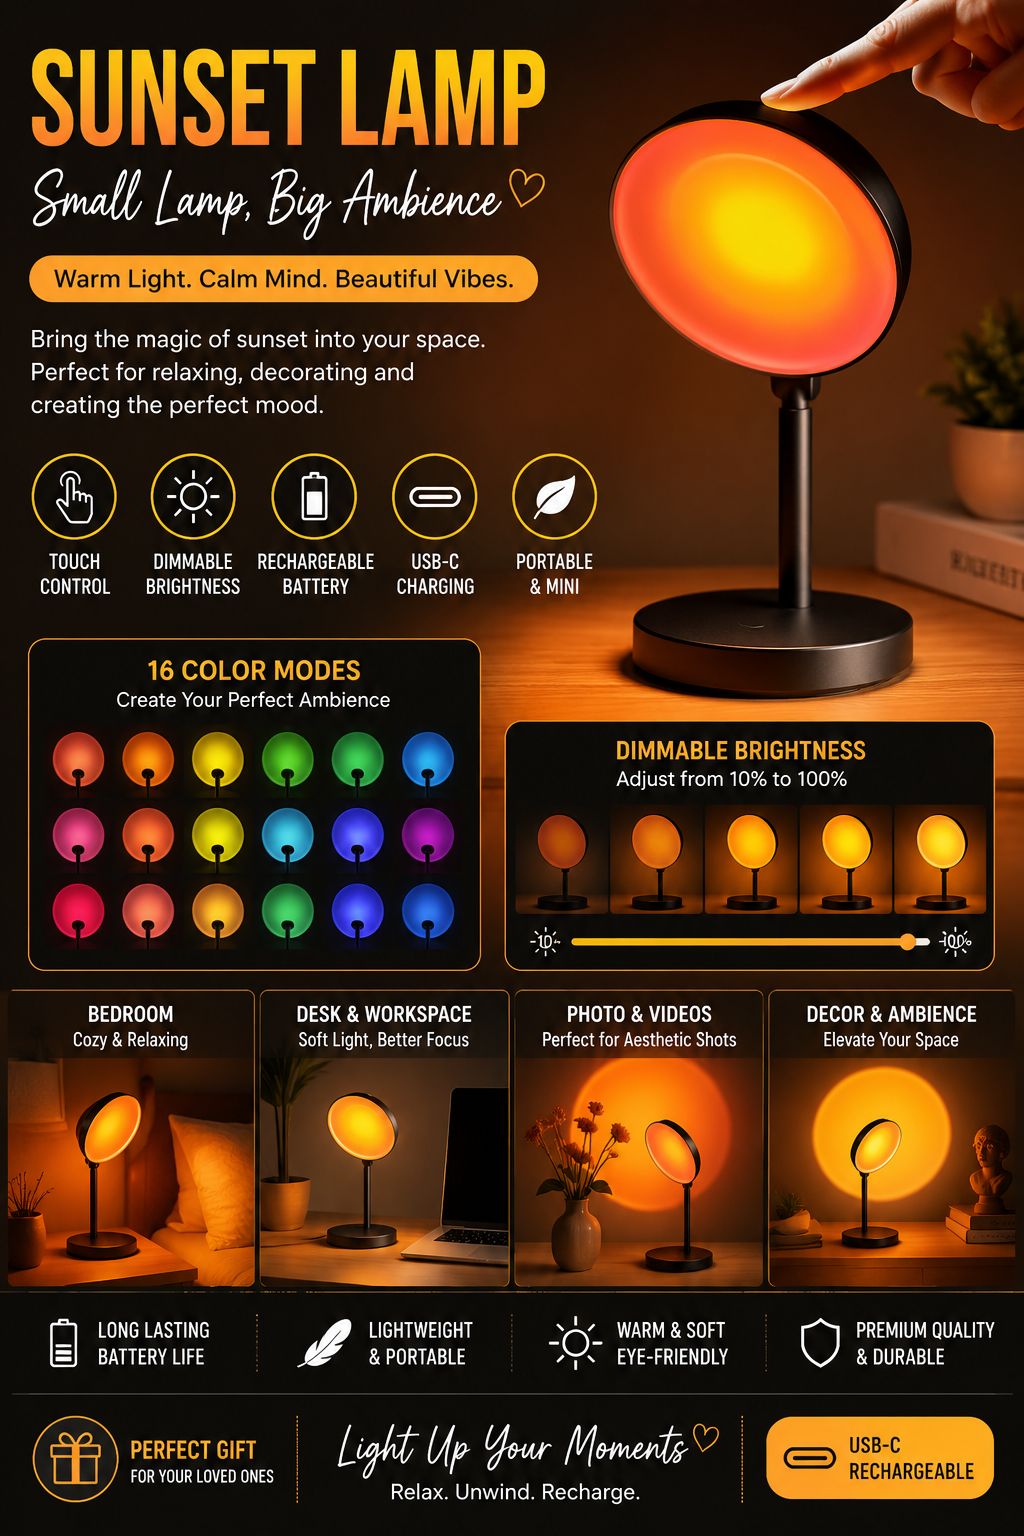 SUNSET LAMP
Small Lamp, Big Ambience
Warm Light. Calm Mind. Beautiful Vibes.
Bring the magic of sunset into your space.
Perfect for relaxing, decorating and
creating the perfect mood.
TOUCH
CONTROL
DIMMABLE
BRIGHTNESS
RECHARGEABLE
BATTERY
USB-C
CHARGING
PORTABLE
& MINI
16 COLOR MODES
Create Your Perfect Ambience
DIMMABLE BRIGHTNESS
Adjust from 10% to 100%
BEDROOM
Cozy & Relaxing
DESK & WORKSPACE
Soft Light, Better Focus
PHOTO & VIDEOS
Perfect for Aesthetic Shots
DECOR & AMBIENCE
Elevate Your Space
LONG LASTING
BATTERY LIFE
LIGHTWEIGHT
& PORTABLE
WARM & SOFT
EYE-FRIENDLY
PREMIUM QUALITY
& DURABLE
PERFECT GIFT
FOR YOUR LOVED ONES
Light Up Your Moments
Relax. Unwind. Recharge.
USB-C
RECHARGEABLE